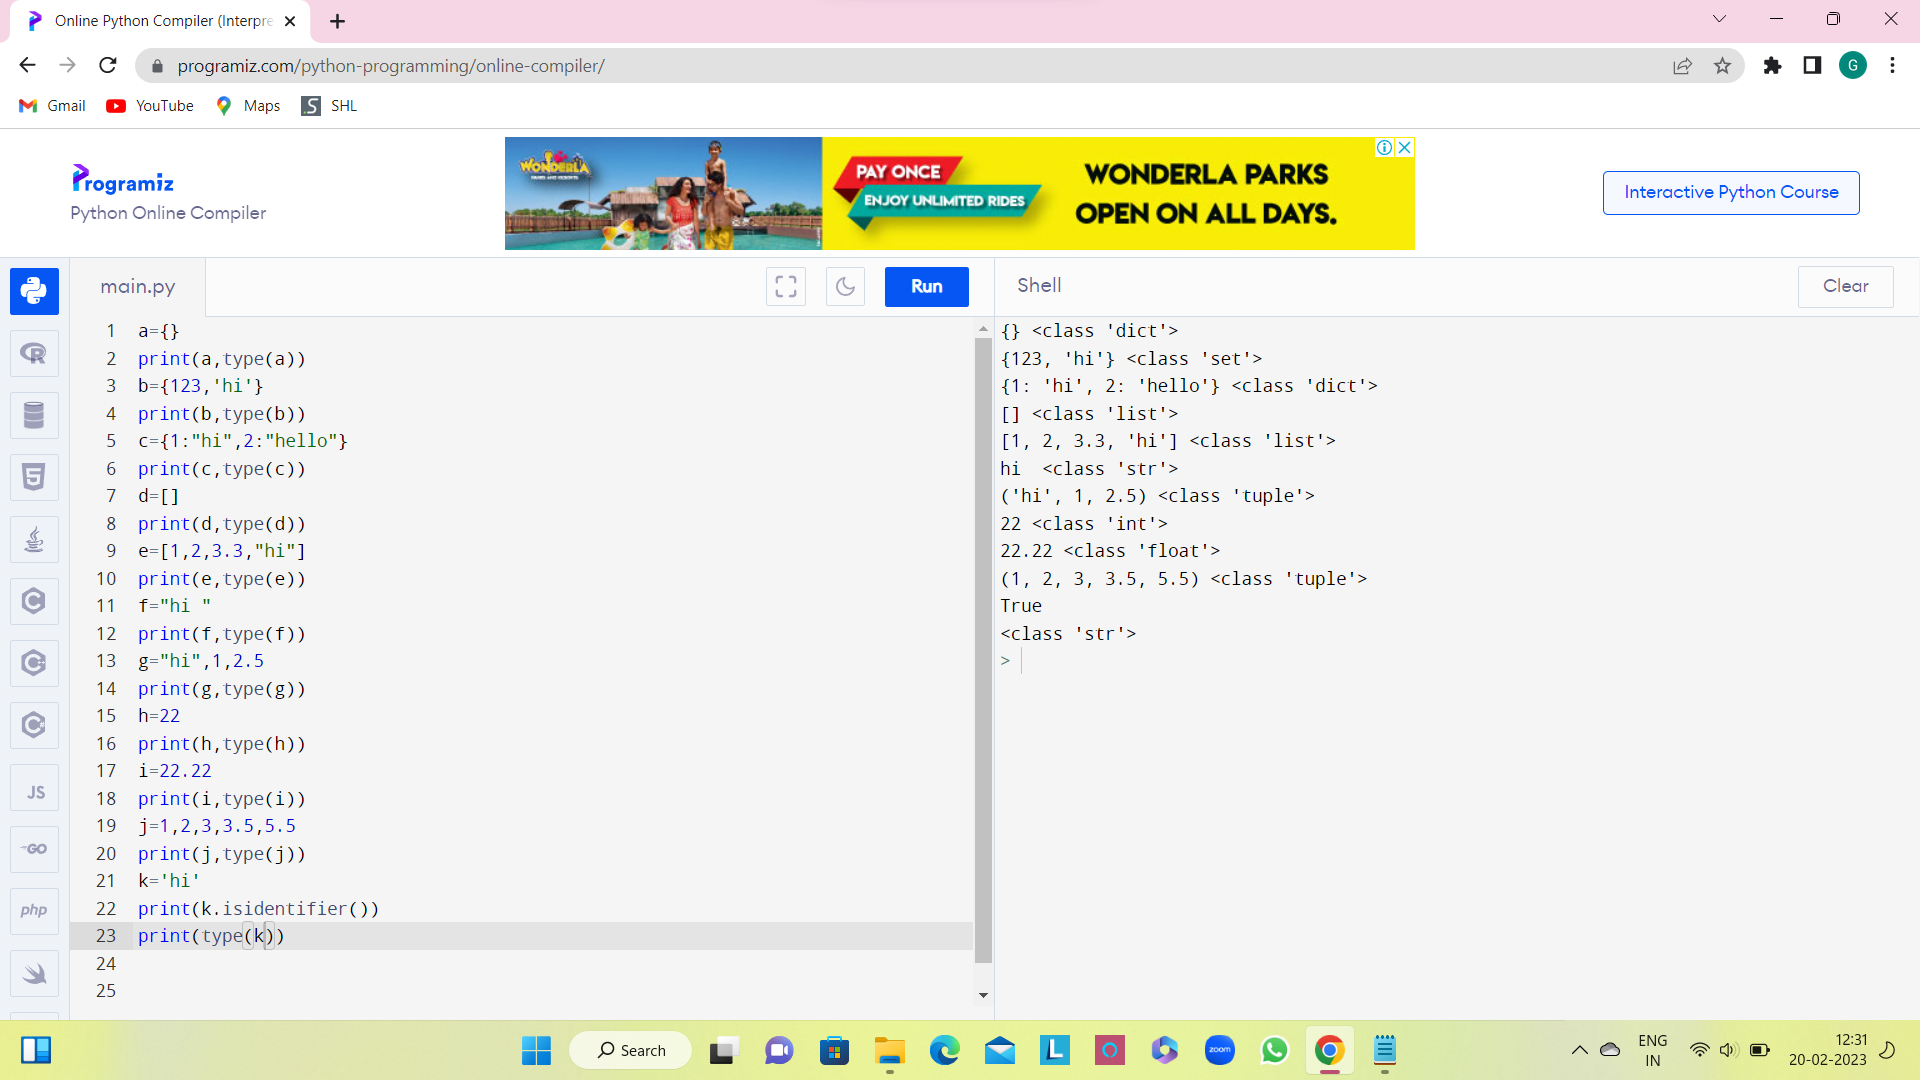 Online Python Compiler (Interpre
programiz.com/python-programming/online-compiler/
G
Gmail
YouTube
Maps
S
SHL
Programiz
Python Online Compiler
WONDERLA
PAY ONCE
ENJOY UNLIMITED RIDES
WONDERLA PARKS
OPEN ON ALL DAYS.
Interactive Python Course
main.py
Run
Shell
Clear
R
5
C
C
C
JS
GO
php
1 a={}
2 print(a,type(a))
3 b={123,'hi'}
4 print(b,type(b))
5 c={1:"hi",2:"hello"}
6 print(c,type(c))
7 d=[]
8 print(d,type(d))
9 e=[1,2,3.3,"hi"]
10 print(e,type(e))
11 f="hi "
12 print(f,type(f))
13 g="hi",1,2.5
14 print(g,type(g))
15 h=22
16 print(h,type(h))
17 i=22.22
18 print(i,type(i))
19 j=1,2,3,3.5,5.5
20 print(j,type(j))
21 k='hi'
22 print(k.isidentifier())
23 print(type(k))
24
25
{} <class 'dict'>
{123, 'hi'} <class 'set'>
{1: 'hi', 2: 'hello'} <class 'dict'>
[] <class 'list'>
[1, 2, 3.3, 'hi'] <class 'list'>
hi  <class 'str'>
('hi', 1, 2.5) <class 'tuple'>
22 <class 'int'>
22.22 <class 'float'>
(1, 2, 3, 3.5, 5.5) <class 'tuple'>
True
<class 'str'>
>
Search
L
zoom
ENG
IN
12:31
20-02-2023